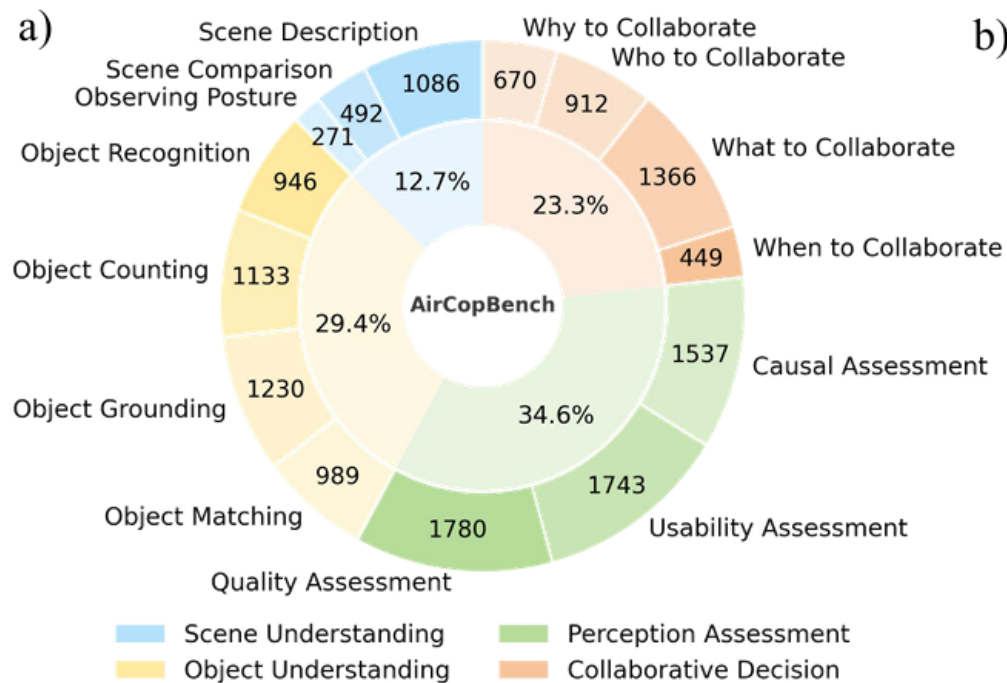 a)
b)
Scene Description
Scene Comparison
Observing Posture
Object Recognition
Object Counting
Object Grounding
Object Matching
Quality Assessment
Why to Collaborate
Who to Collaborate
What to Collaborate
When to Collaborate
Causal Assessment
Usability Assessment
1086
492
271
946
1133
1230
989
1780
1743
1537
449
1366
912
670
12.7%
23.3%
29.4%
34.6%
AirCopBench
Scene Understanding
Object Understanding
Perception Assessment
Collaborative Decision